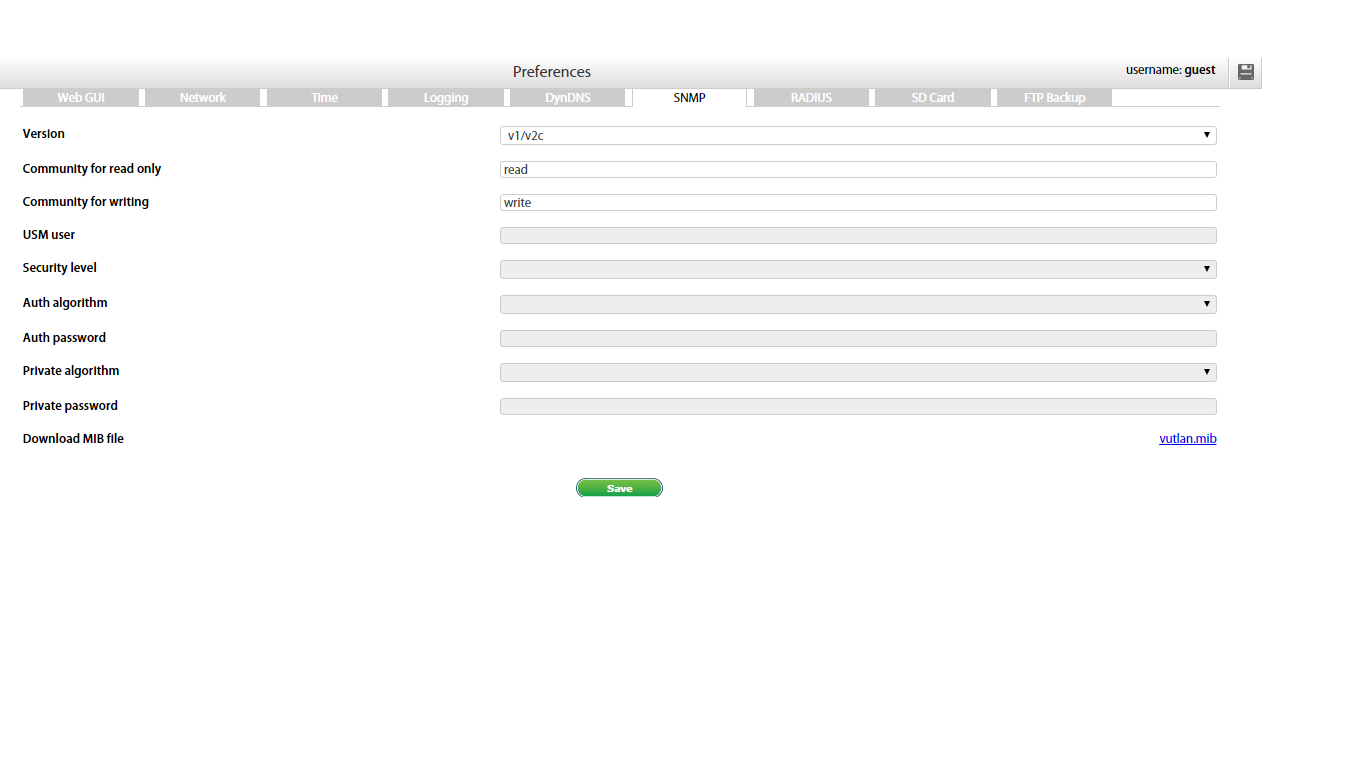 Preferences
username: guest
Web GUI Network Time Logging DynDNS SNMP RADIUS SD Card FTP Backup
Version v1/v2c
Community for read only read
Community for writing write
USM user
Security level
Auth algorithm
Auth password
Private algorithm
Private password
Download MIB file vutlan.mib
Save